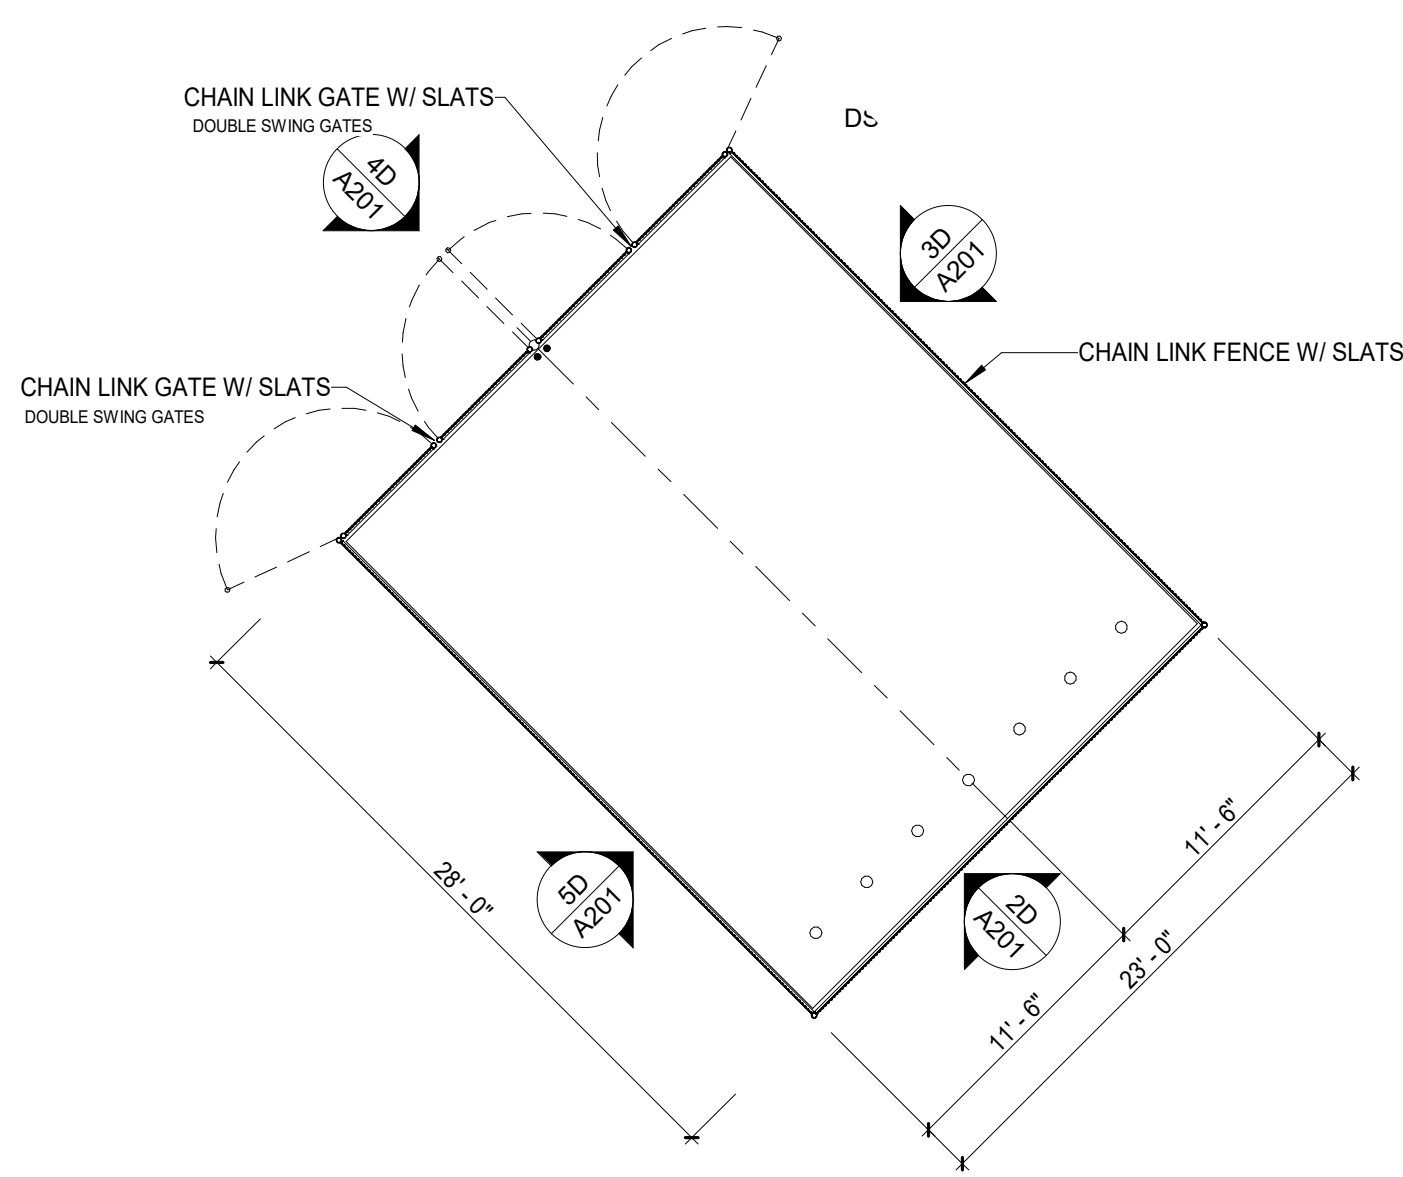 CHAIN LINK GATE W/ SLATS
DOUBLE SWING GATES
4D
A201
3D
A201
CHAIN LINK FENCE W/ SLATS
CHAIN LINK GATE W/ SLATS
DOUBLE SWING GATES
28' - 0"
5D
A201
2D
A201
11' - 6"
11' - 6"
23' - 0"